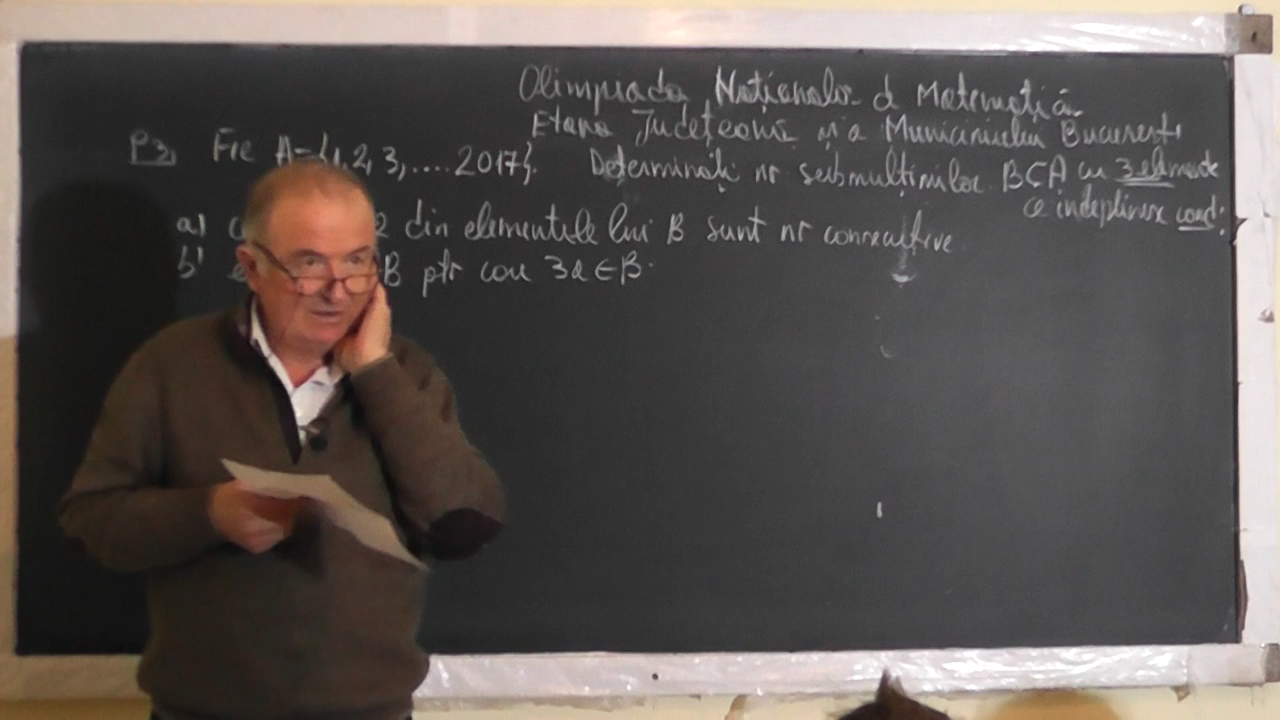 Olimpiada Națională d Matematică
Etapa Județeană și a Municipiului București
P3, Fie A={1,2,3,....2017}. Determinați nr submulțimilor B⊂A cu 3 elemente
ce îndeplinesc cond:
a) 2 din elementele lui B sunt nr consecutive
b) B ptr care 3a∈B.